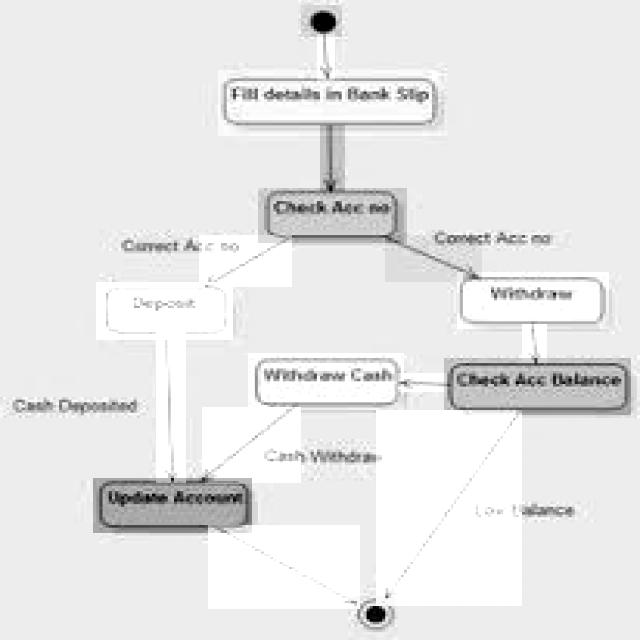 Fill details in Bank Slip
Check Acc no
Correct Acc no
Correct Acc no
Deposit
Withdraw
Withdraw Cash
Check Acc Balance
Cash Deposited
Cash Withdraw
Update Account
Low Balance